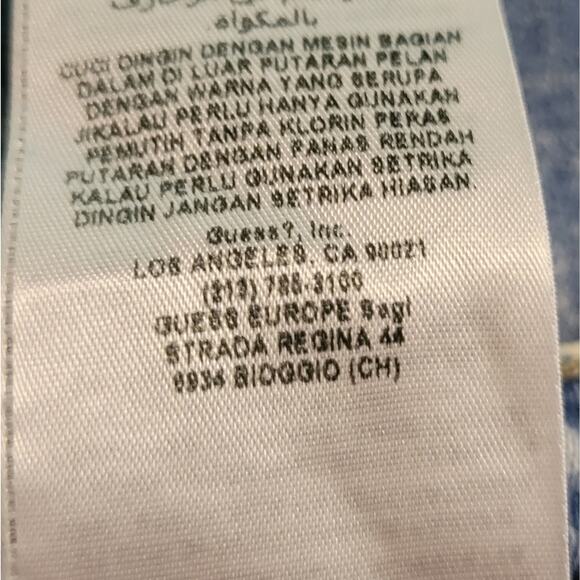 بالمكواة.
CUCI DINGIN DENGAN MESIN BAGIAN
DALAM DI LUAR PUTARAN PELAN
DENGAN WARNA YANG SERUPA
JIKALAU PERLU HANYA GUNAKAH
PEMUTIH TANPA KLORIN PERAS
PUTARAN DENGAN PANAS RENDAH
KALAU PERLU GUNAKAN SETRIKA
DINGIN JANGAN SETRIKA HIASAN.
Guess?, Inc.
LOS ANGELES, CA 90021
(213) 765-3100
GUESS EUROPE Sagl
STRADA REGINA 44
6934 BIOGGIO (CH)